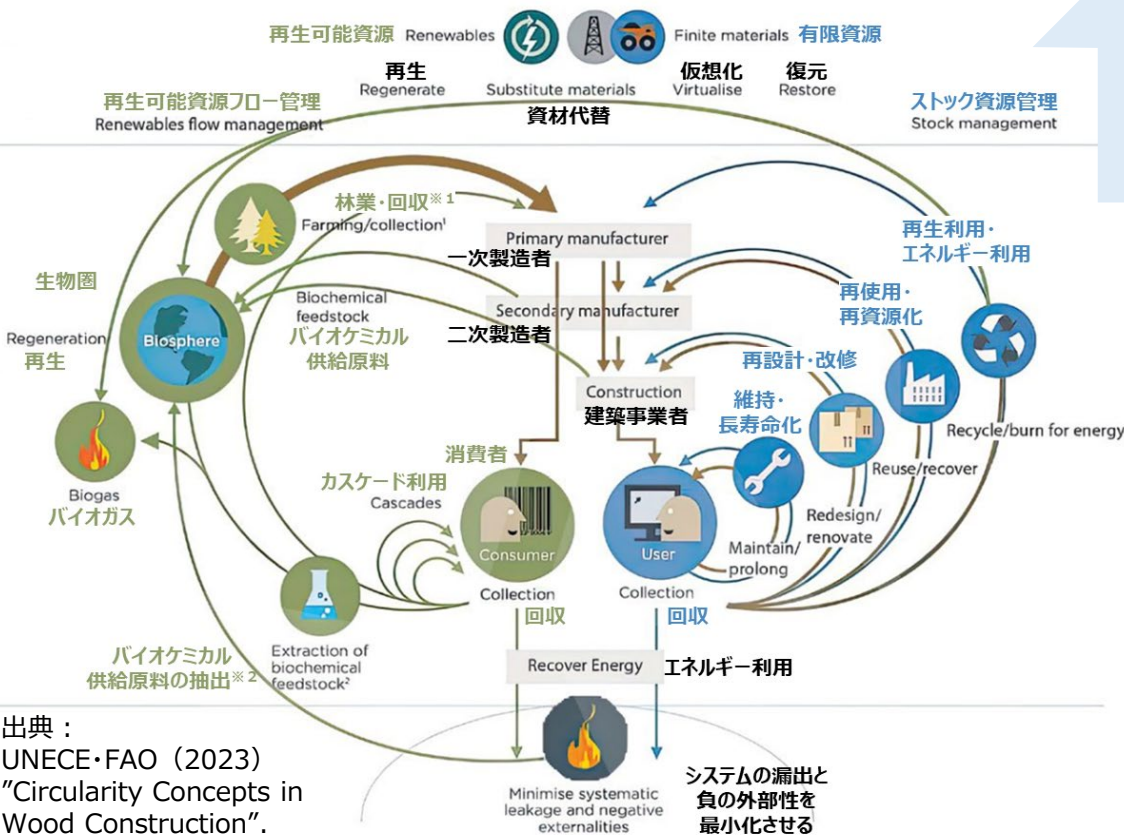 再生可能資源 Renewables
Finite materials 有限資源
再生
Regenerate
Substitute materials
資材代替
仮想化
Virtualise
復元
Restore
再生可能資源フロー管理
Renewables flow management
ストック資源管理
Stock management
林業・回収※1
Farming/collection¹
Primary manufacturer
一次製造者
再生利用・
エネルギー利用
生物圏
Biosphere
Regeneration
再生
Biochemical
feedstock
バイオケミカル
供給原料
Secondary manufacturer
二次製造者
再使用・
再資源化
再設計・改修
Construction
建築事業者
維持・
長寿命化
Recycle/burn for energy
Reuse/recover
Redesign/
renovate
Maintain/
prolong
Biogas
バイオガス
消費者
カスケード利用
Cascades
Consumer
User
Collection
回収
Collection
回収
バイオケミカル
供給原料の抽出※2
Extraction of
biochemical
feedstock²
Recover Energy
エネルギー利用
Minimise systematic
leakage and negative
externalities
システムの漏出と
負の外部性を
最小化させる
出典：
UNECE・FAO（2023）
”Circularity Concepts in
Wood Construction”.